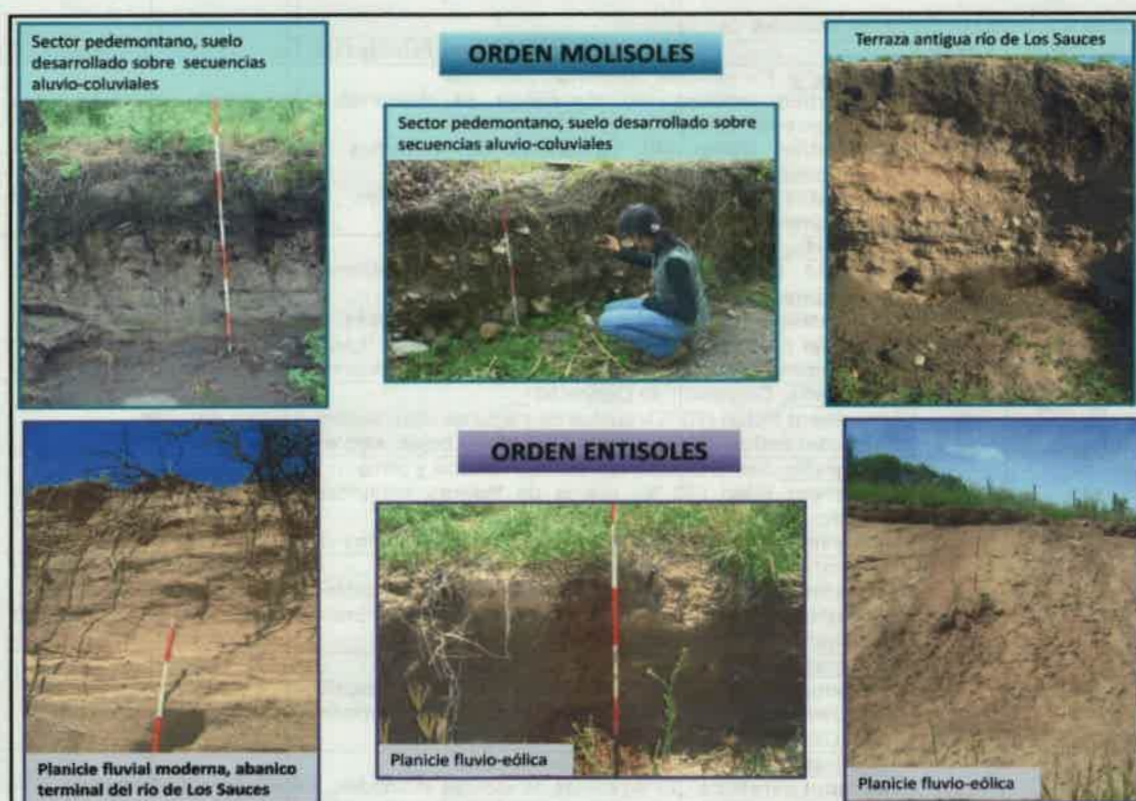 Sector pedemontano, suelo
desarrollado sobre secuencias
aluvio-coluviales
ORDEN MOLISOLES
Sector pedemontano, suelo desarrollado sobre
secuencias aluvio-coluviales
Terraza antigua río de Los Sauces
ORDEN ENTISOLES
Planicie fluvial moderna, abanico
terminal del río de Los Sauces
Planicie fluvio-eólica
Planicie fluvio-eólica